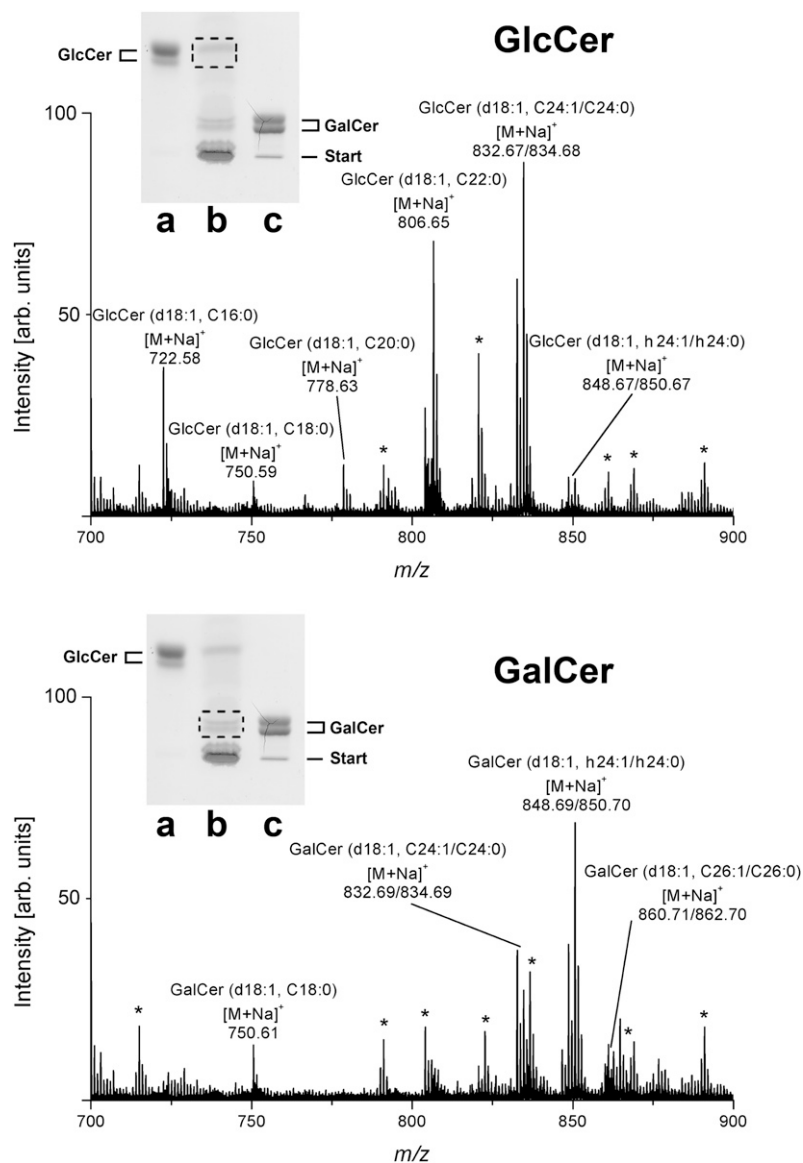 GlcCer
GlcCer
GalCer
Start
a b c
GlcCer (d18:1, C24:1/C24:0)
[M+Na]+
832.67/834.68
GlcCer (d18:1, C22:0)
[M+Na]+
806.65
GlcCer (d18:1, C16:0)
[M+Na]+
722.58
GlcCer (d18:1, C20:0)
[M+Na]+
778.63
GlcCer (d18:1, h24:1/h24:0)
[M+Na]+
848.67/850.67
GlcCer (d18:1, C18:0)
[M+Na]+
750.59
* * * * *
100
50
Intensity [arb. units]
700 750 800 850 900
m/z
GalCer
GlcCer
GalCer
Start
a b c
GalCer (d18:1, h24:1/h24:0)
[M+Na]+
848.69/850.70
GalCer (d18:1, C24:1/C24:0)
[M+Na]+
832.69/834.69
GalCer (d18:1, C26:1/C26:0)
[M+Na]+
860.71/862.70
GalCer (d18:1, C18:0)
[M+Na]+
750.61
* * * * * * *
100
50
Intensity [arb. units]
700 750 800 850 900
m/z